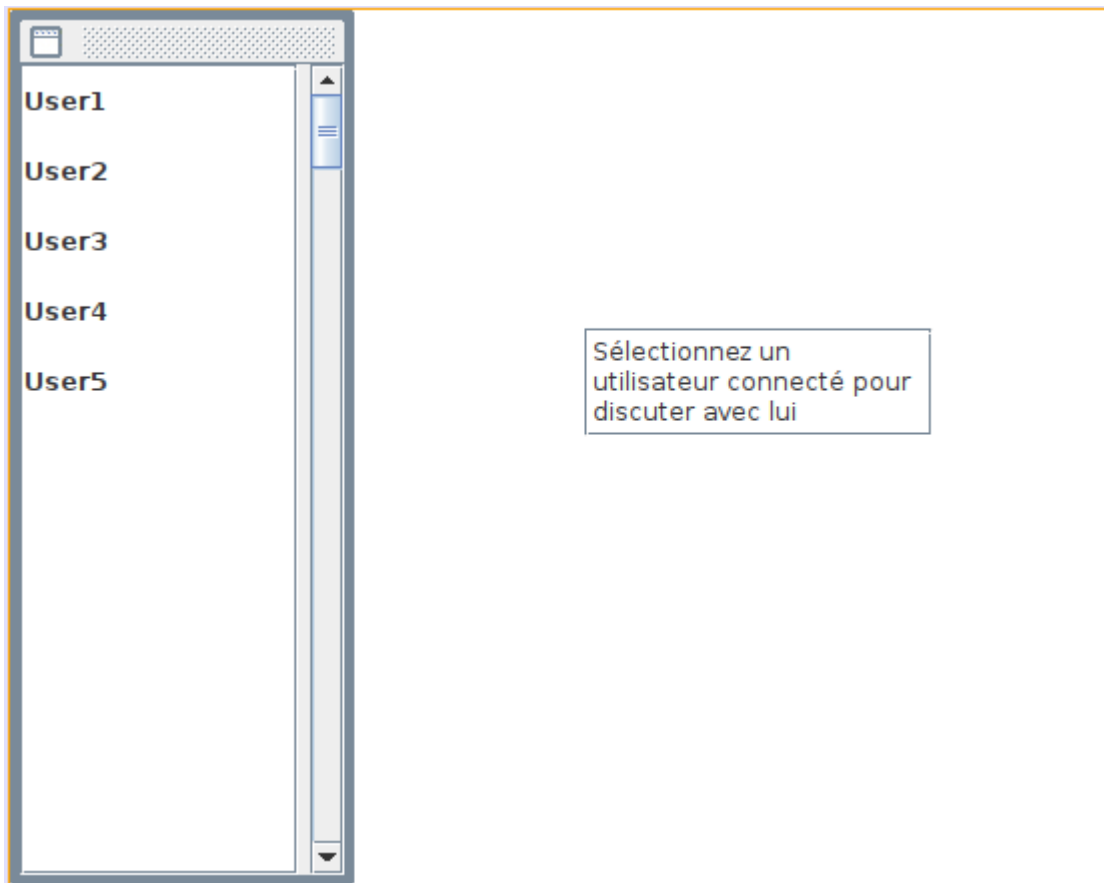 User1
User2
User3
User4
User5
Sélectionnez un
utilisateur connecté pour
discuter avec lui